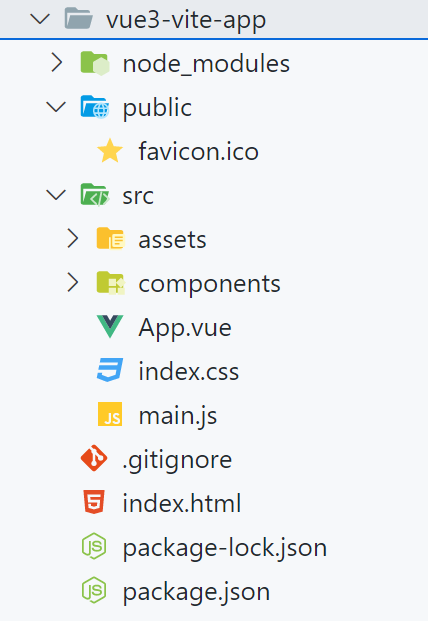 vue3-vite-app
node_modules
public
favicon.ico
src
assets
components
App.vue
index.css
JS main.js
.gitignore
index.html
package-lock.json
package.json